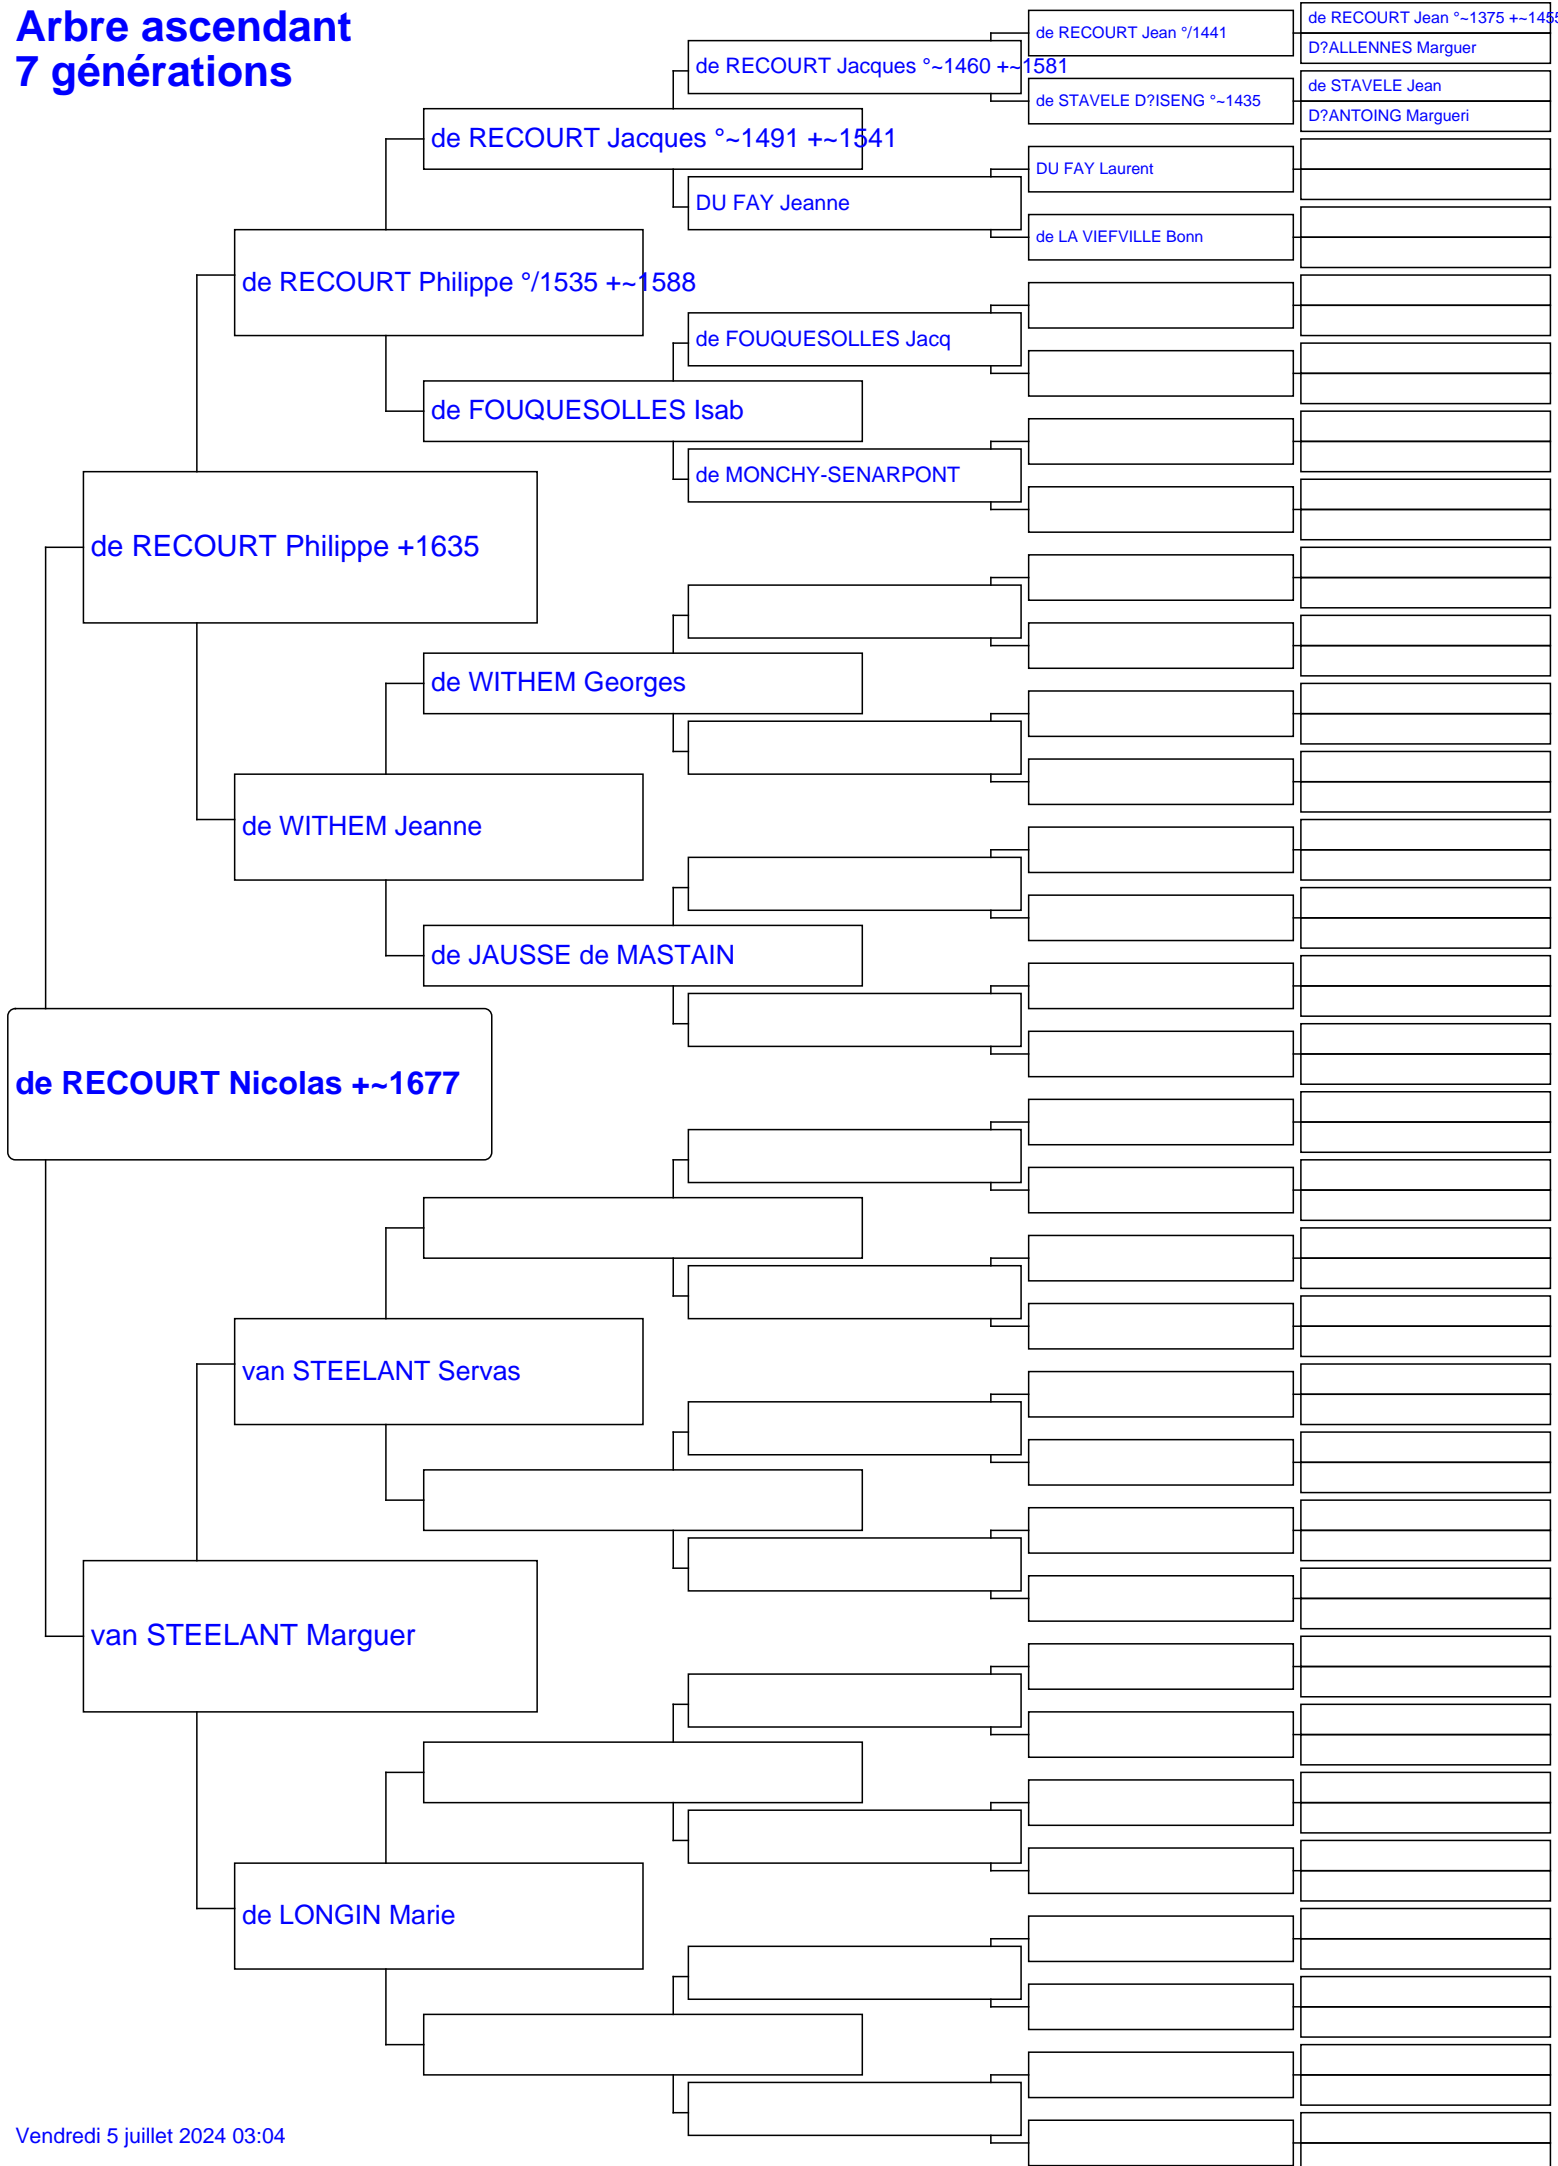 Arbre ascendant
7 générations
de RECOURT Jean °/1441
de RECOURT Jean °~1375 +~1455
D?ALLENNES Marguer
de RECOURT Jacques °~1460 +~1581
de STAVELE D?ISENG °~1435
de STAVELE Jean
D?ANTOING Margueri
de RECOURT Jacques °~1491 +~1541
DU FAY Laurent
DU FAY Jeanne
de LA VIEFVILLE Bonn
de RECOURT Philippe °/1535 +~1588
de FOUQUESOLLES Jacq
de FOUQUESOLLES Isab
de MONCHY-SENARPONT
de RECOURT Philippe +1635
de WITHEM Georges
de WITHEM Jeanne
de JAUSSE de MASTAIN
de RECOURT Nicolas +~1677
van STEELANT Servas
van STEELANT Marguer
de LONGIN Marie
Vendredi 5 juillet 2024 03:04